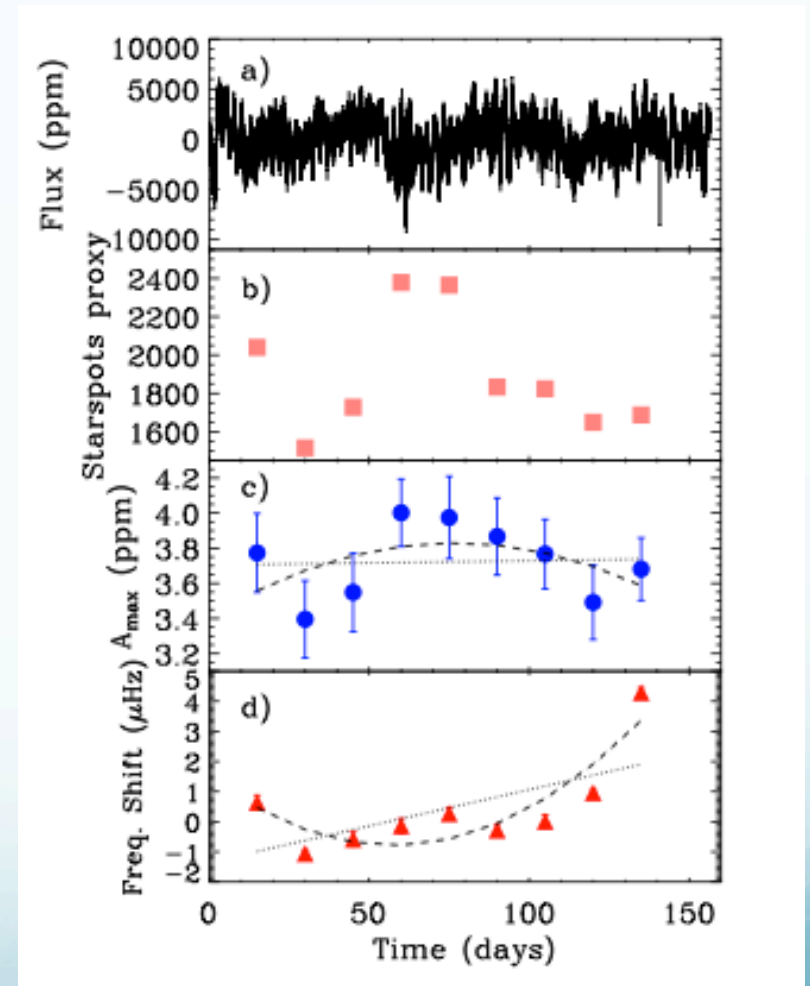 a)
Flux (ppm)
10000
5000
0
−5000
10000
b)
Starspots proxy
2400
2200
2000
1800
1600
c)
A_max (ppm)
4.2
4.0
3.8
3.6
3.4
3.2
d)
Freq. Shift (μHz)
5
4
3
2
1
0
−1
−2
0 50 100 150
Time (days)